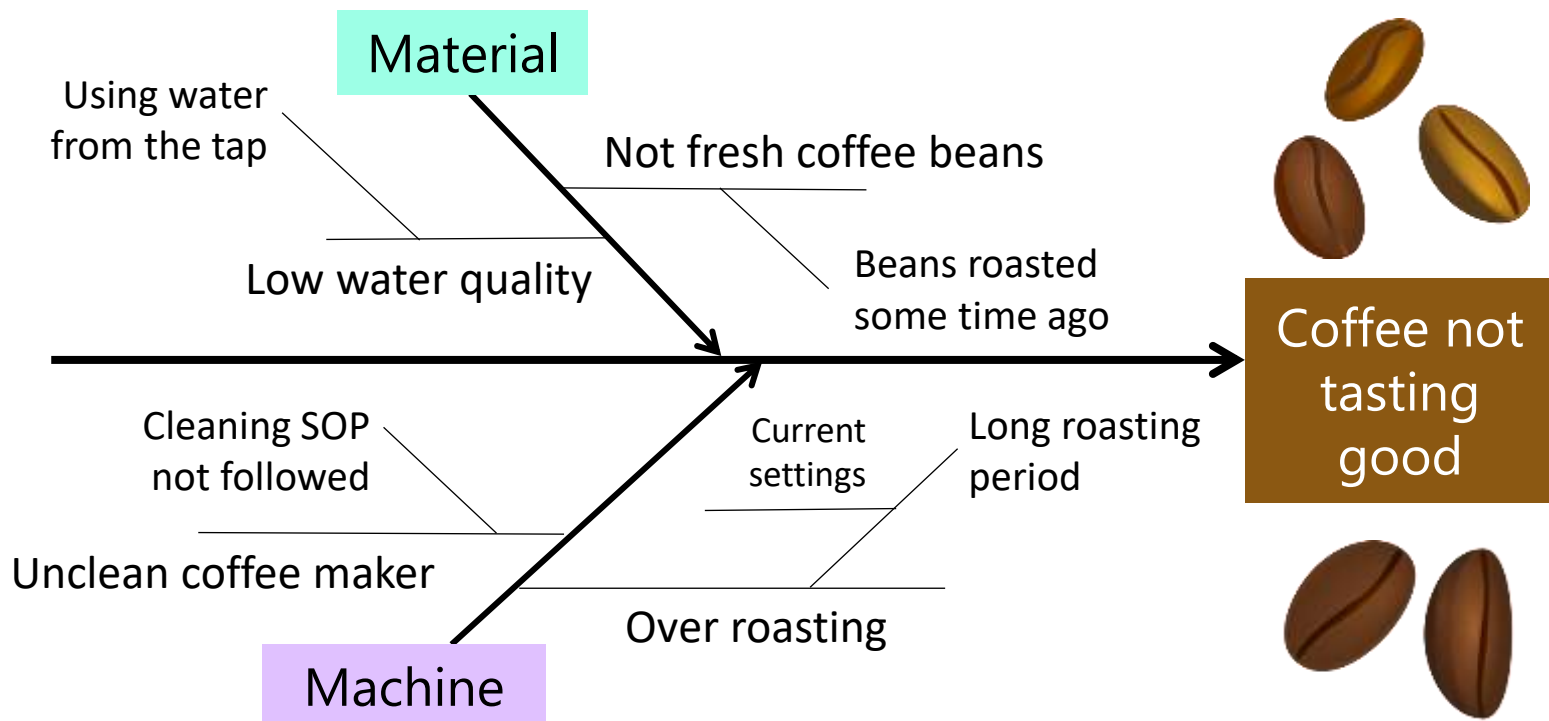 Material
Using water
from the tap
Not fresh coffee beans
Low water quality
Beans roasted
some time ago
Coffee not
tasting
good
Cleaning SOP
not followed
Current
settings
Long roasting
period
Unclean coffee maker
Over roasting
Machine